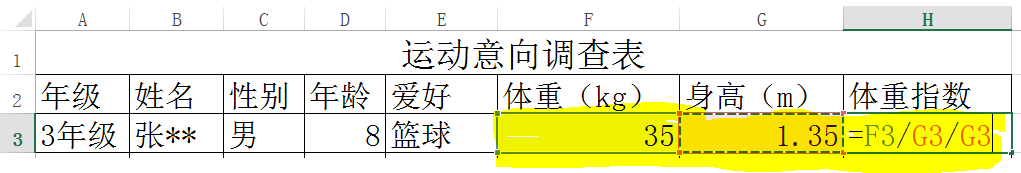 A B C D E F G H
1 运动意向调查表
2 年级 姓名 性别 年龄 爱好 体重（kg） 身高（m） 体重指数
3 3年级 张** 男 8 篮球 35 1.35 =F3/G3/G3